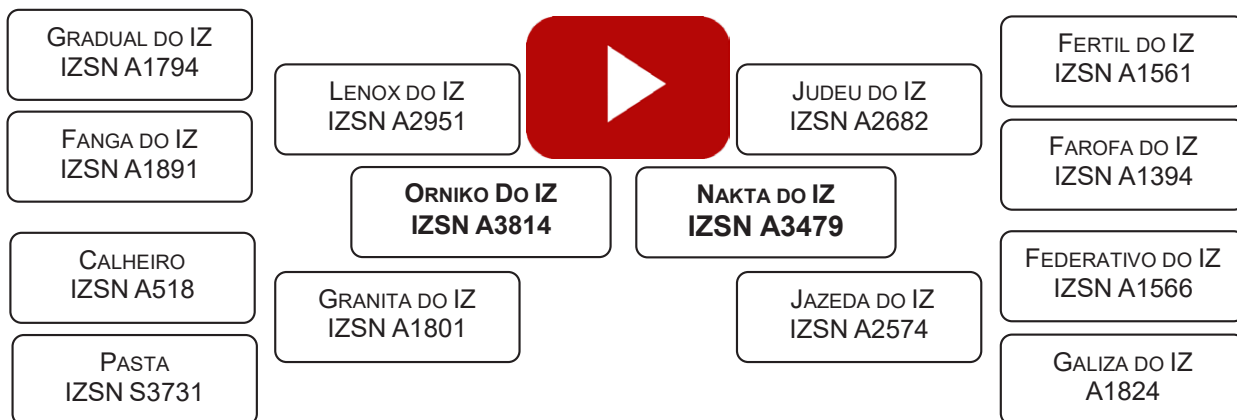 GRADUAL DO IZ
IZSN A1794
FANGA DO IZ
IZSN A1891
CALHEIRO
IZSN A518
PASTA
IZSN S3731
LENOX DO IZ
IZSN A2951
GRANITA DO IZ
IZSN A1801
ORNIKO DO IZ
IZSN A3814
NAKTA DO IZ
IZSN A3479
JUDEU DO IZ
IZSN A2682
JAZEDA DO IZ
IZSN A2574
FERTIL DO IZ
IZSN A1561
FAROFA DO IZ
IZSN A1394
FEDERATIVO DO IZ
IZSN A1566
GALIZA DO IZ
A1824